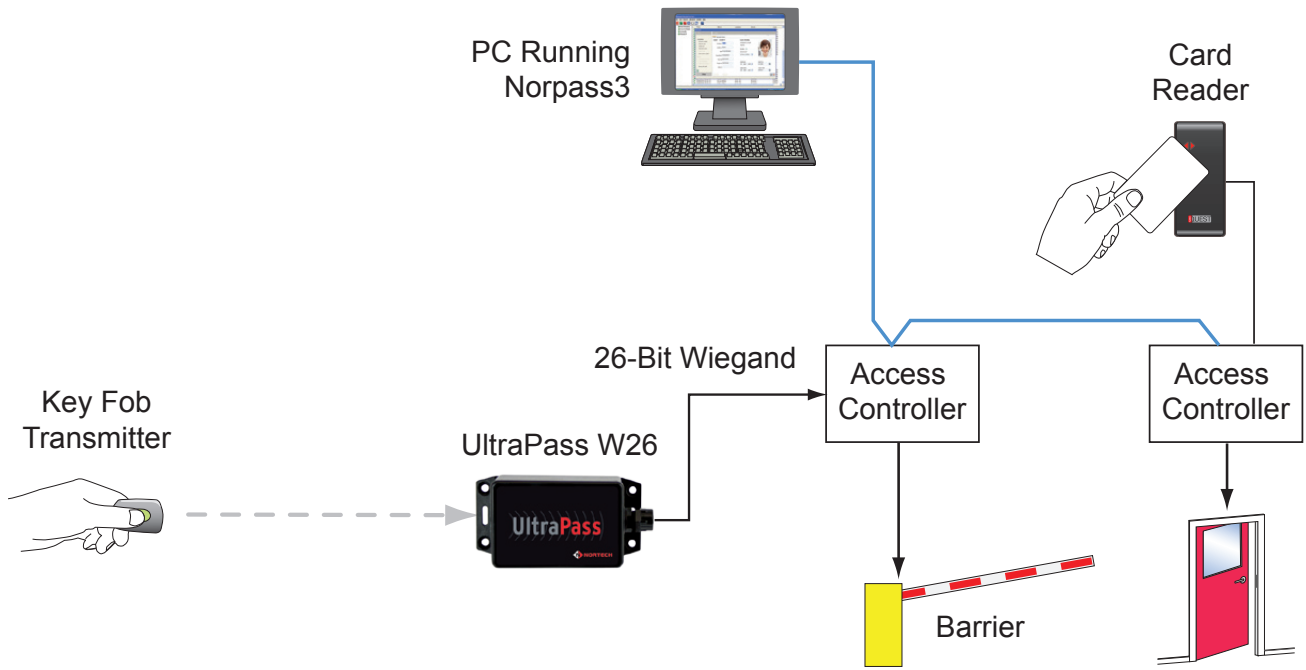 PC Running
Norpass3
Card
Reader
26-Bit Wiegand
Access
Controller
Access
Controller
Key Fob
Transmitter
UltraPass W26
UltraPass
NORTECH
Barrier